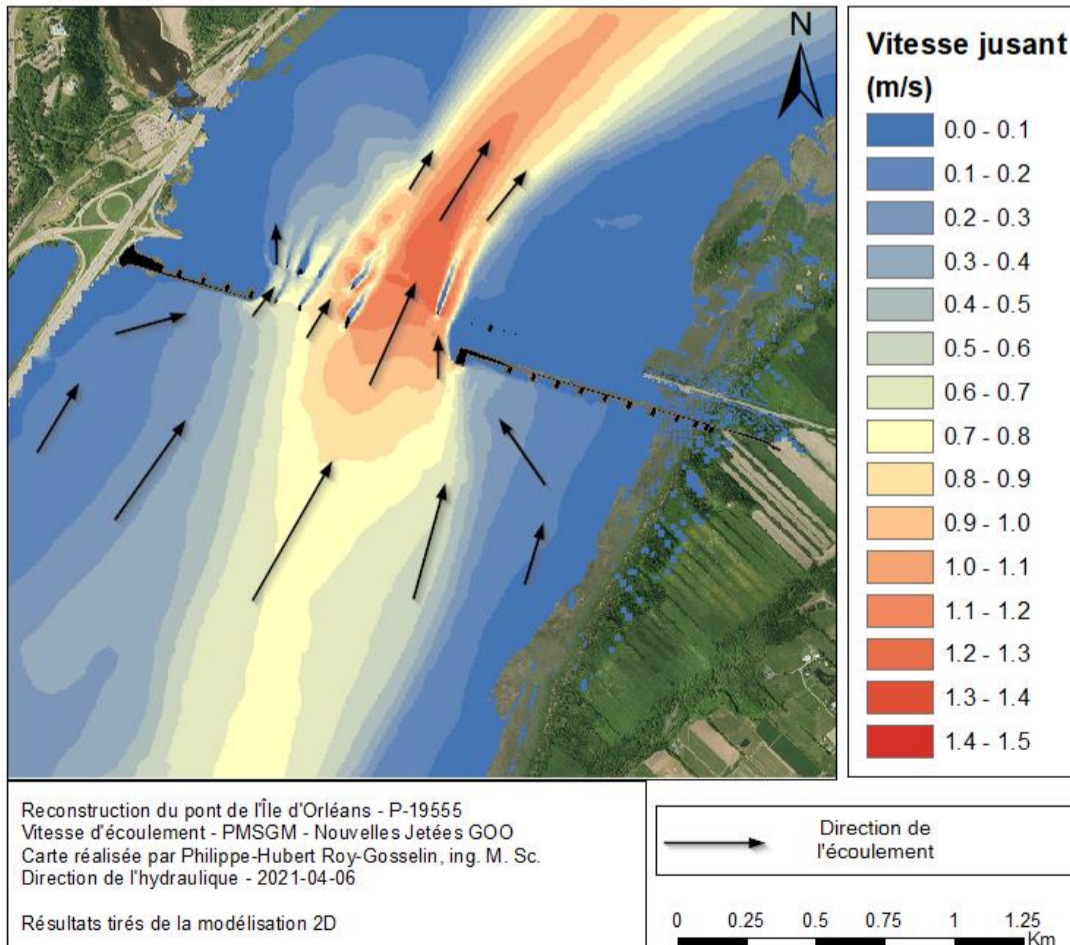 N
Vitesse jusant
(m/s)
0.0 - 0.1
0.1 - 0.2
0.2 - 0.3
0.3 - 0.4
0.4 - 0.5
0.5 - 0.6
0.6 - 0.7
0.7 - 0.8
0.8 - 0.9
0.9 - 1.0
1.0 - 1.1
1.1 - 1.2
1.2 - 1.3
1.3 - 1.4
1.4 - 1.5
Reconstruction du pont de l'Île d'Orléans - P-19555
Vitesse d'écoulement - PMSGM - Nouvelles Jetées GOO
Carte réalisée par Philippe-Hubert Roy-Gosselin, ing. M. Sc.
Direction de l'hydraulique - 2021-04-06
Résultats tirés de la modélisation 2D
Direction de
l'écoulement
0 0.25 0.5 0.75 1 1.25
Km